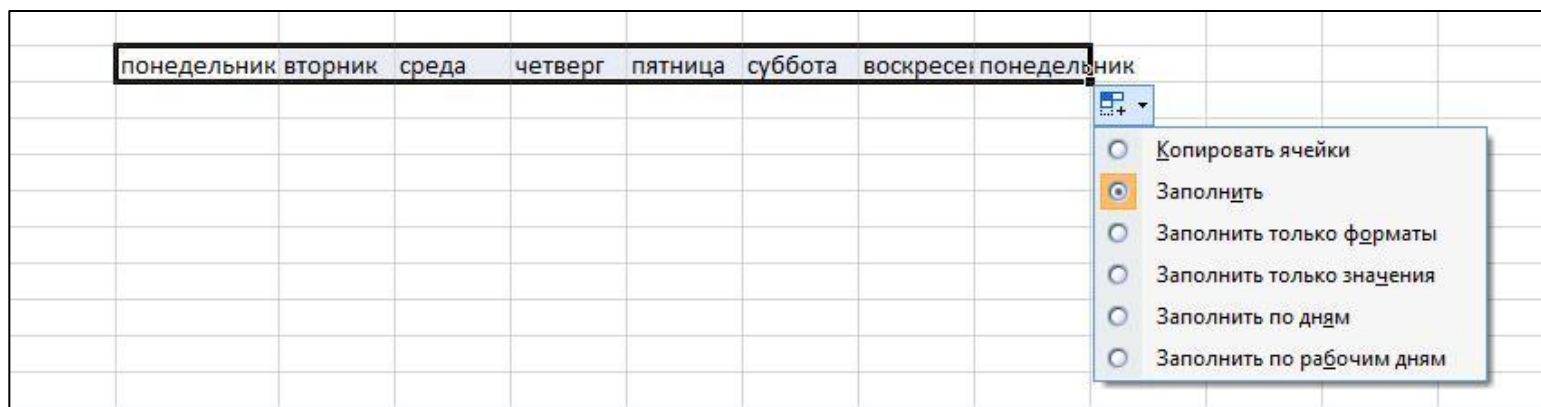 понедельник вторник среда четверг пятница суббота воскресен понедельник
Копировать ячейки
Заполнить
Заполнить только форматы
Заполнить только значения
Заполнить по дням
Заполнить по рабочим дням